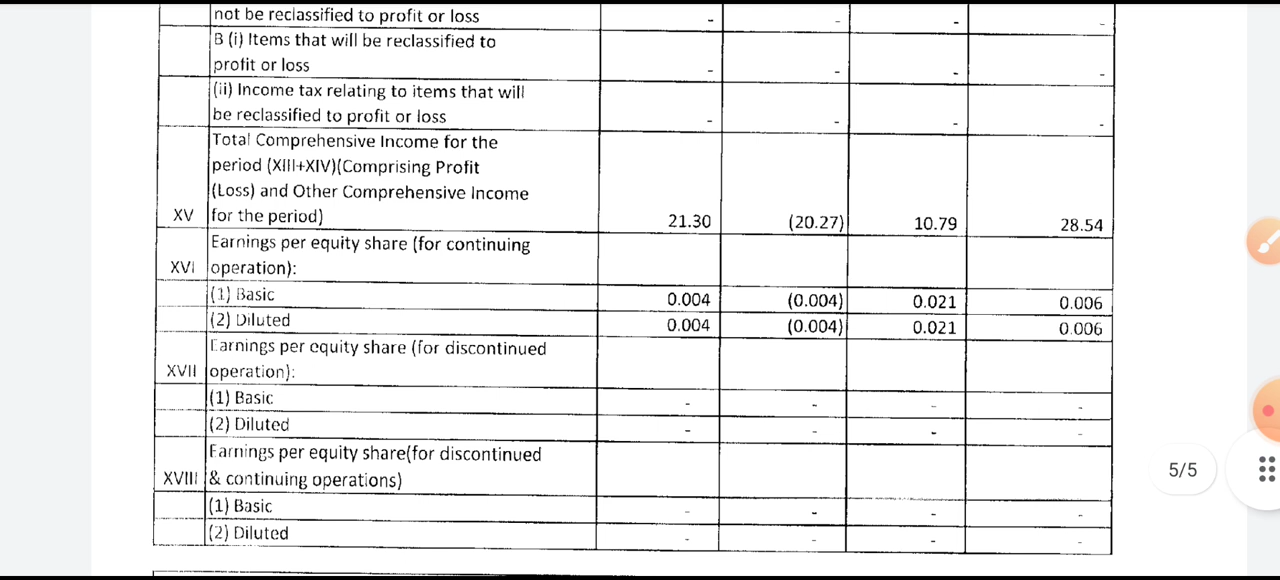 not be reclassified to profit or loss - - - -
B (i) Items that will be reclassified to
profit or loss - - - -
(ii) Income tax relating to items that will
be reclassified to profit or loss - - - -
Total Comprehensive Income for the
period (XIII+XIV)(Comprising Profit
(Loss) and Other Comprehensive Income
XV for the period) 21.30 (20.27) 10.79 28.54
Earnings per equity share (for continuing
XVI operation):
(1) Basic 0.004 (0.004) 0.021 0.006
(2) Diluted 0.004 (0.004) 0.021 0.006
Earnings per equity share (for discontinued
XVII operation):
(1) Basic - - - -
(2) Diluted - - - -
Earnings per equity share(for discontinued
XVIII & continuing operations)
(1) Basic - - - -
(2) Diluted - - - -
5/5